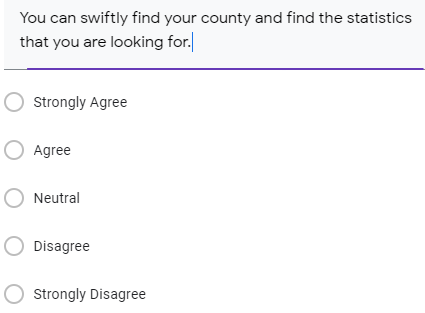 You can swiftly find your county and find the statistics
that you are looking for.
Strongly Agree
Agree
Neutral
Disagree
Strongly Disagree